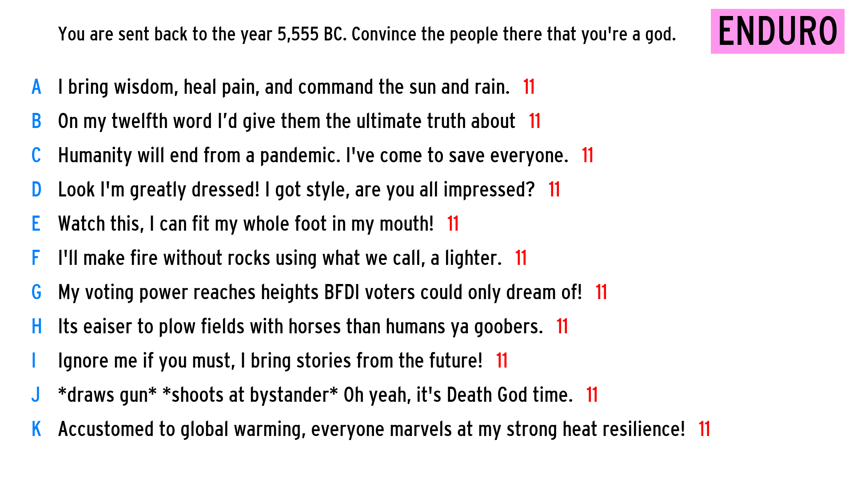 You are sent back to the year 5,555 BC. Convince the people there that you're a god. ENDURO
A I bring wisdom, heal pain, and command the sun and rain. 11
B On my twelfth word I'd give them the ultimate truth about 11
C Humanity will end from a pandemic. I've come to save everyone. 11
D Look I'm greatly dressed! I got style, are you all impressed? 11
E Watch this, I can fit my whole foot in my mouth! 11
F I'll make fire without rocks using what we call, a lighter. 11
G My voting power reaches heights BFDI voters could only dream of! 11
H Its eaiser to plow fields with horses than humans ya goobers. 11
I Ignore me if you must, I bring stories from the future! 11
J *draws gun* *shoots at bystander* Oh yeah, it's Death God time. 11
K Accustomed to global warming, everyone marvels at my strong heat resilience! 11